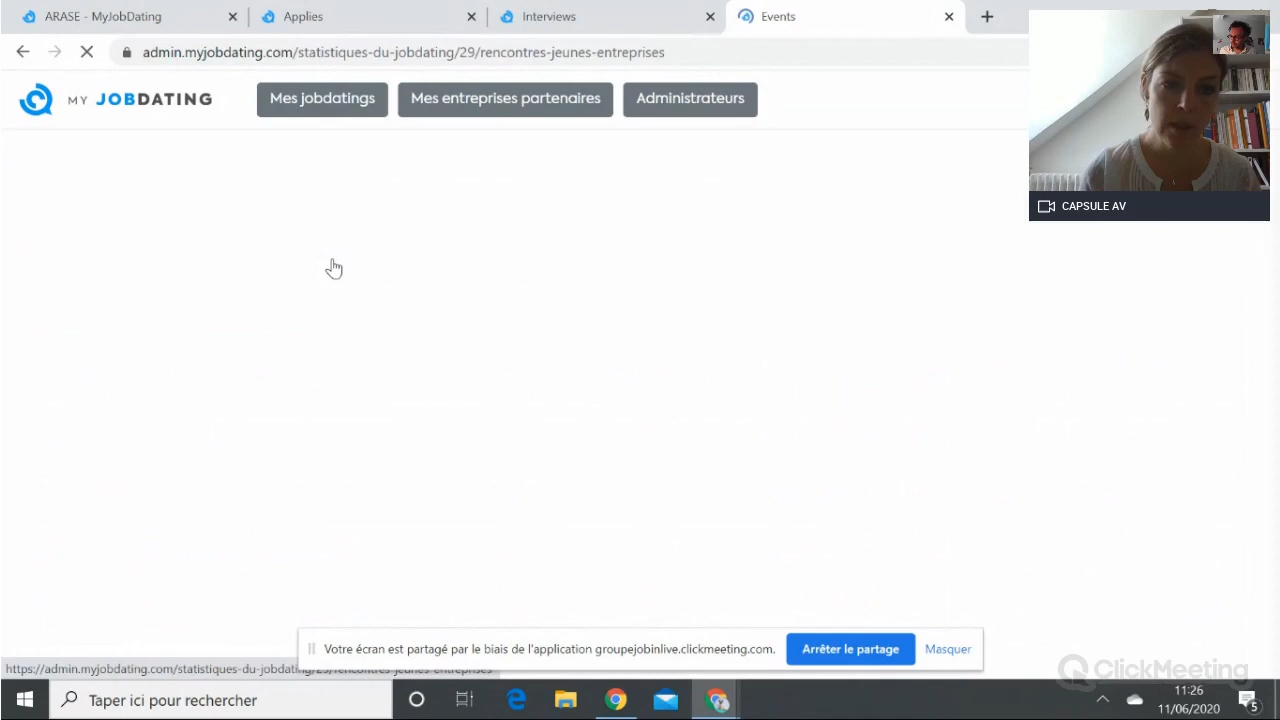 ARASE - MyJobDating
Applies
Interviews
Events
admin.myjobdating.com/statistiques-du-jobdating/29/rencontres-jeunes-entreprises
MY JOBDATING
Mes jobdatings
Mes entreprises partenaires
Administrateurs
CAPSULE AV
Votre écran est partagé par le biais de l'application groupejobinlive.clickmeeting.com.
Arrêter le partage
Masquer
https://admin.myjobdating.com/statistiques-du-jobdating/29/rencontres-jeunes-entreprises
ClickMeeting
Taper ici pour rechercher
11:26
11/06/2020
5